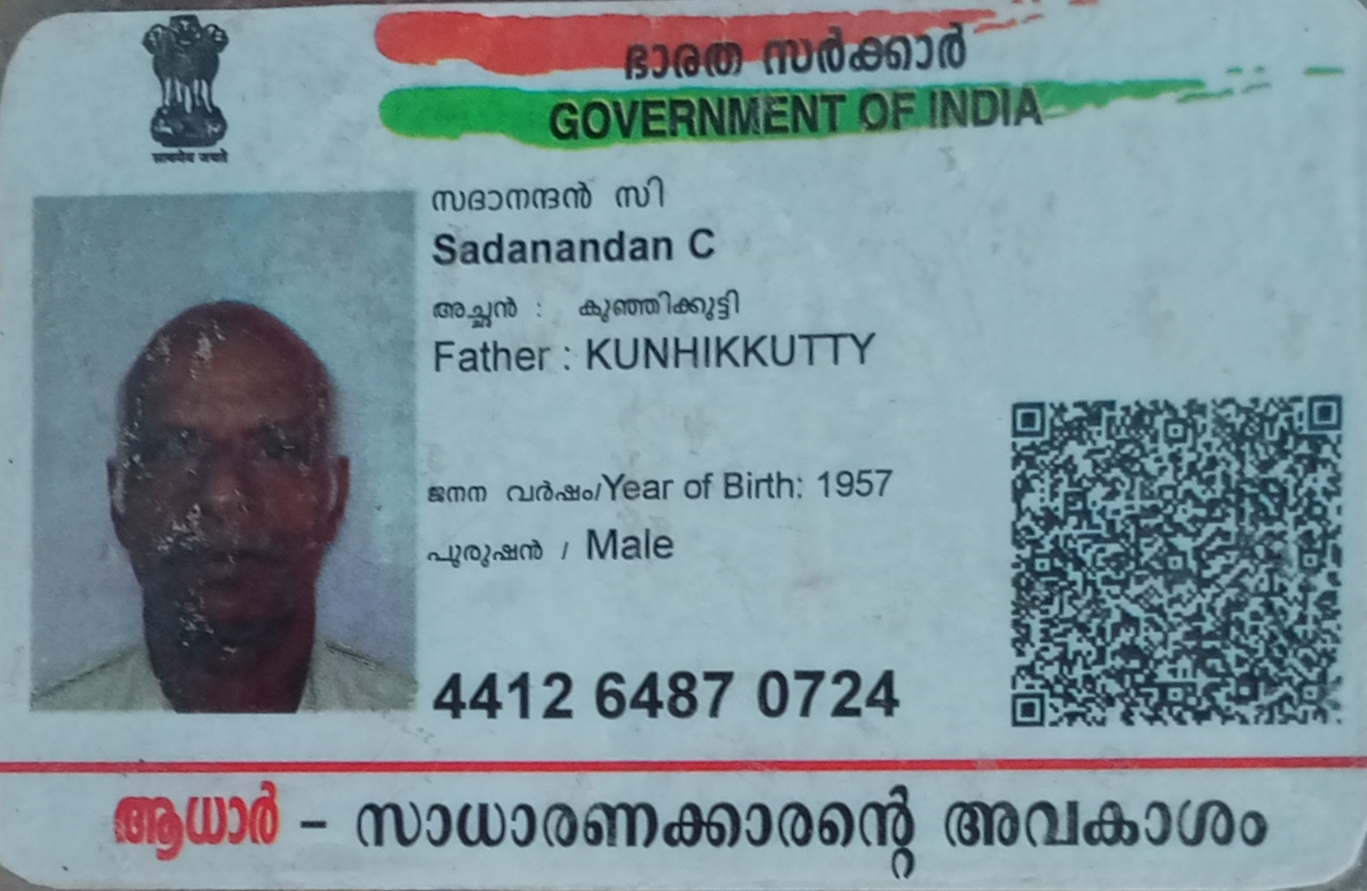 ഭാരത സർക്കാർ
GOVERNMENT OF INDIA
सत्यमेव जयते
സദാനന്ദൻ സി
Sadanandan C
അച്ഛൻ : കുഞ്ഞിക്കുട്ടി
Father : KUNHIKKUTTY
ജനന വർഷം/Year of Birth: 1957
പുരുഷൻ / Male
4412 6487 0724
ആധാർ - സാധാരണക്കാരന്റെ അവകാശം